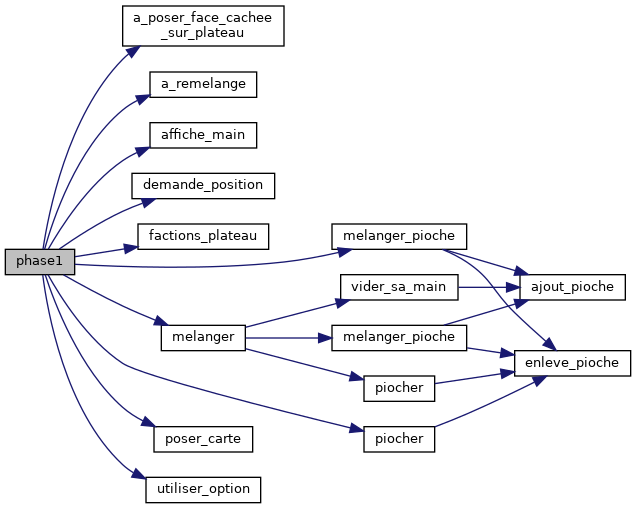 a_poser_face_cachee
_sur_plateau
a_remelange
affiche_main
demande_position
factions_plateau
melanger_pioche
phase1
vider_sa_main
ajout_pioche
melanger
melanger_pioche
enleve_pioche
piocher
poser_carte
piocher
utiliser_option